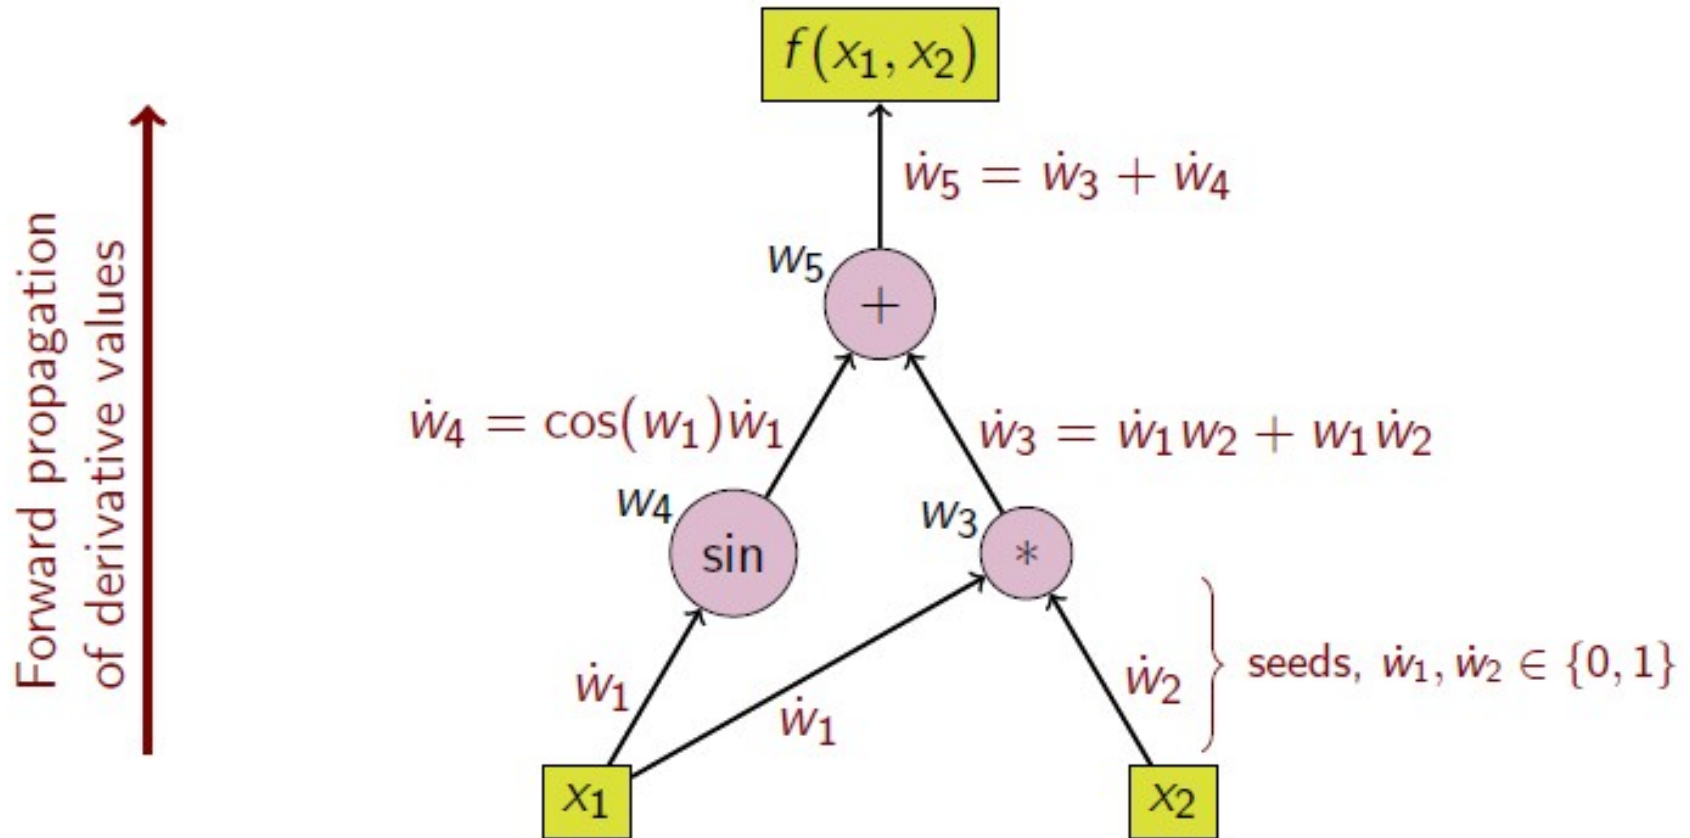 f(x₁, x₂)
ẇ₅ = ẇ₃ + ẇ₄
w₅
+
ẇ₄ = cos(w₁)ẇ₁
ẇ₃ = ẇ₁w₂ + w₁ẇ₂
w₄
sin
w₃
*
ẇ₁
ẇ₁
ẇ₂
seeds, ẇ₁, ẇ₂ ∈ {0, 1}
x₁
x₂
Forward propagation
of derivative values